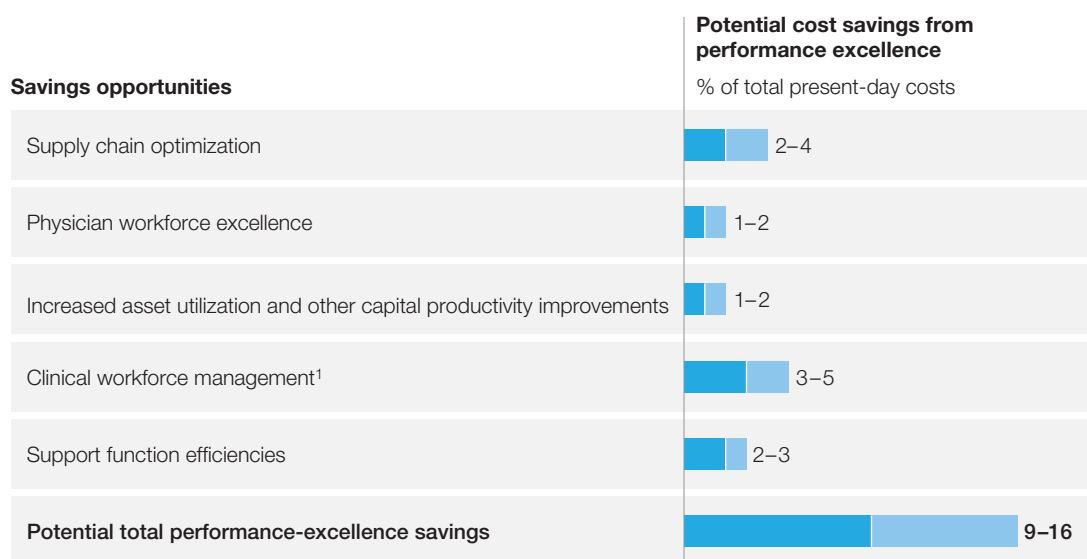 Potential cost savings from
performance excellence
Savings opportunities
% of total present-day costs
Supply chain optimization
2–4
Physician workforce excellence
1–2
Increased asset utilization and other capital productivity improvements
1–2
Clinical workforce management¹
3–5
Support function efficiencies
2–3
Potential total performance-excellence savings
9–16